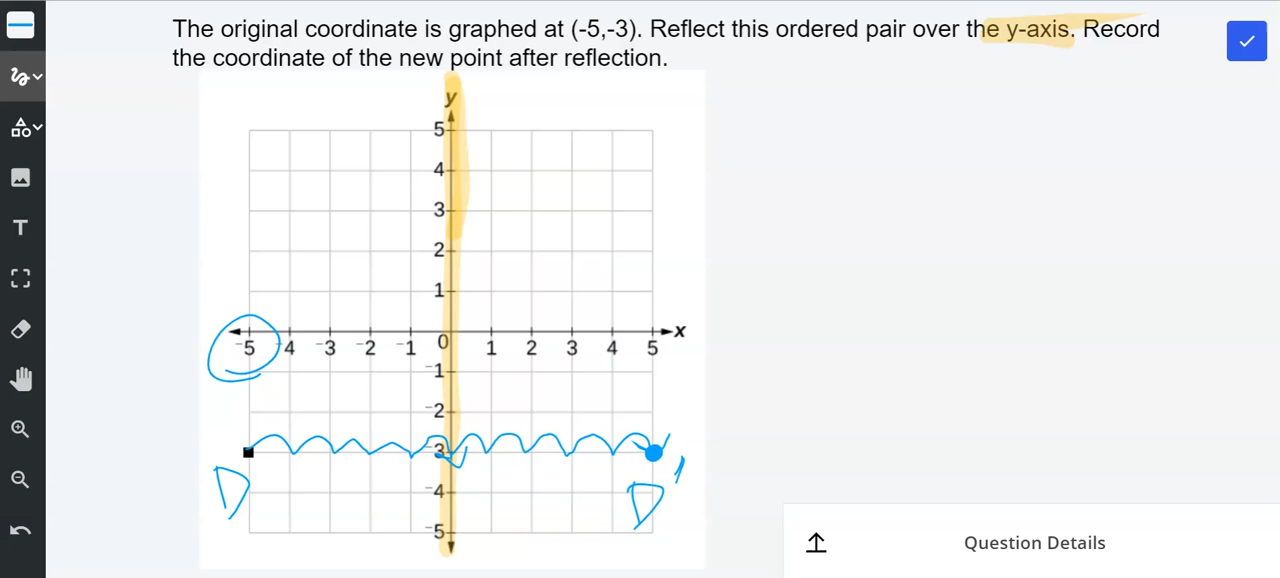 The original coordinate is graphed at (-5,-3). Reflect this ordered pair over the y-axis. Record
the coordinate of the new point after reflection.
y
5
4
3
2
1
-5 -4 -3 -2 -1 0 1 2 3 4 5 x
-1
-2
-3
-4
-5
D
D'
T
Question Details